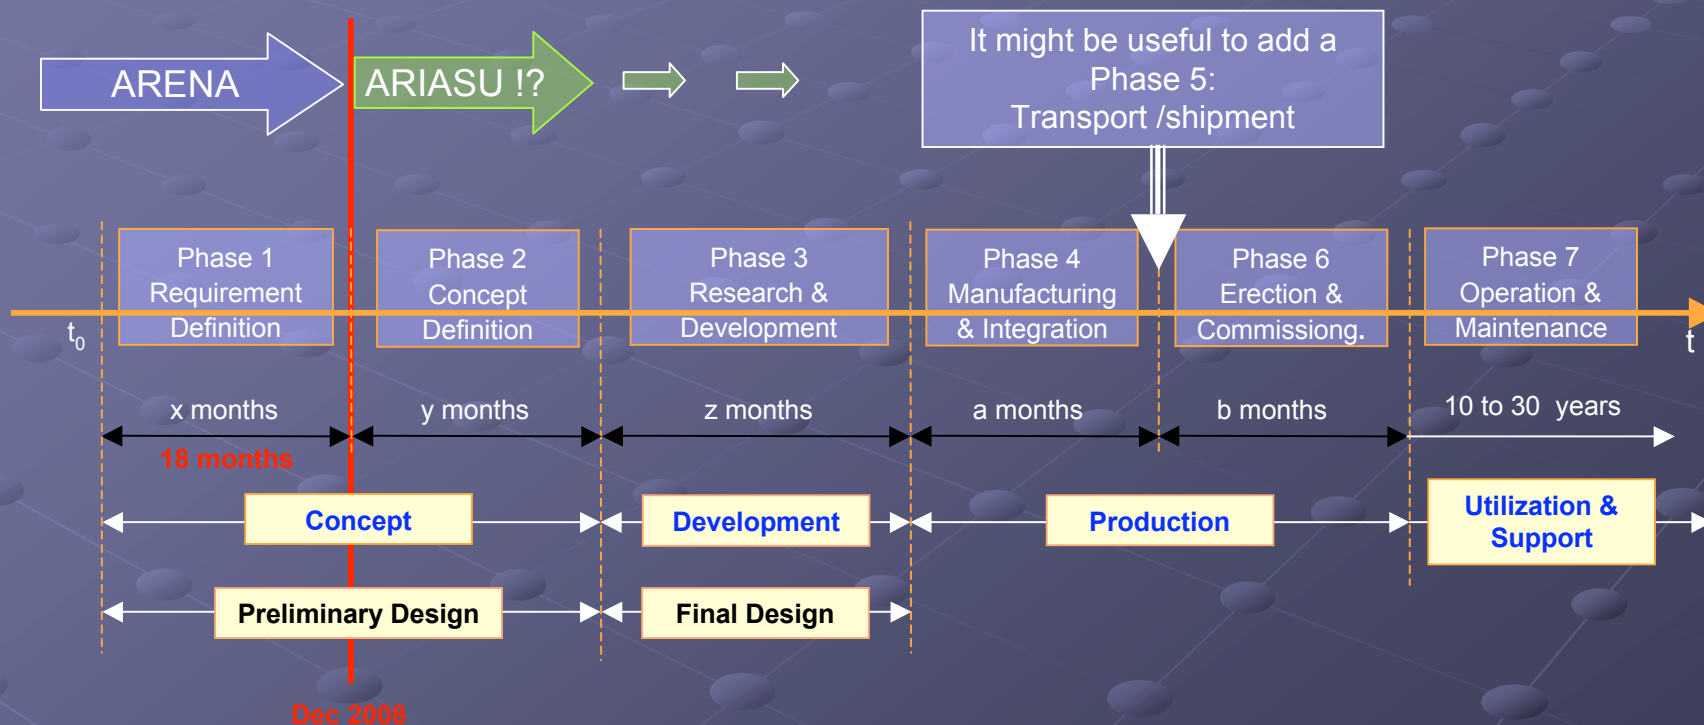 ARENA
ARIASU !?
It might be useful to add a
Phase 5:
Transport /shipment
Phase 1
Requirement
Definition
Phase 2
Concept
Definition
Phase 3
Research &
Development
Phase 4
Manufacturing
& Integration
Phase 6
Erection &
Commissiong.
Phase 7
Operation &
Maintenance
t0
t
x months
y months
z months
a months
b months
10 to 30 years
18 months
Concept
Development
Production
Utilization &
Support
Preliminary Design
Final Design
Dec 2008